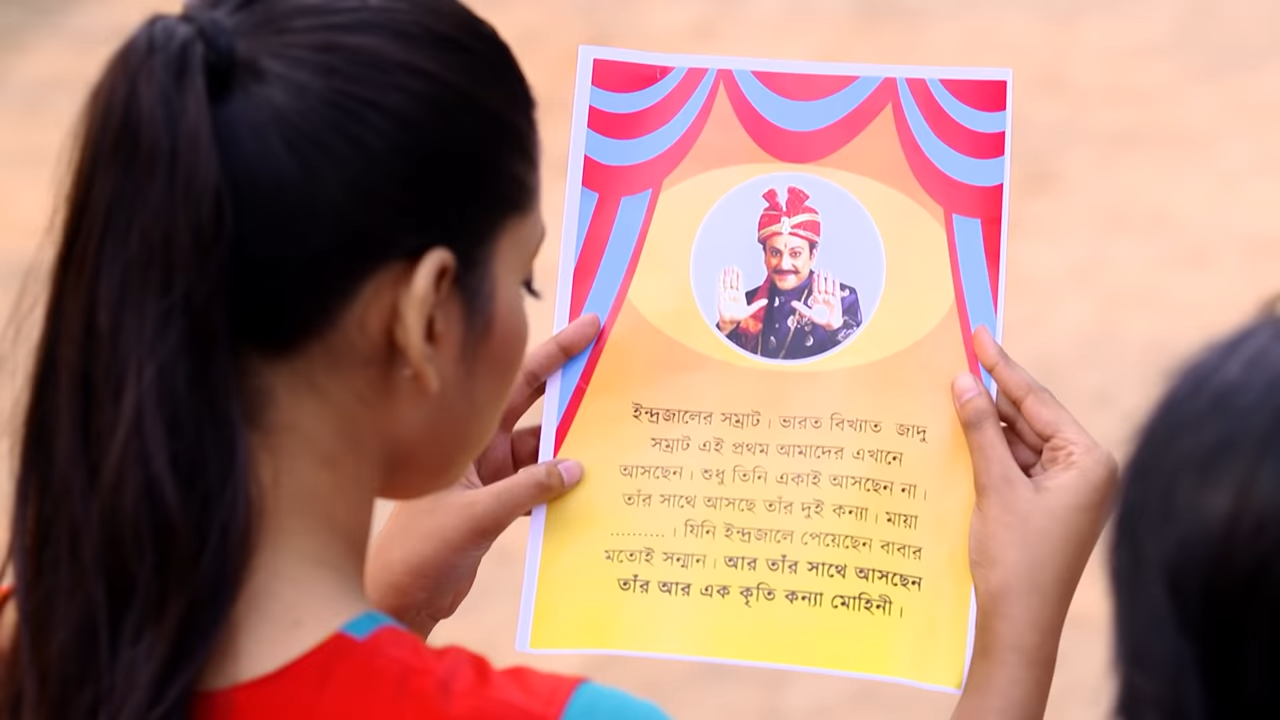 ইন্দ্রজালের সম্রাট। ভারত বিখ্যাত জাদু
সম্রাট এই প্রথম আমাদের এখানে
আসছেন। শুধু তিনি একাই আসছেন না।
তাঁর সাথে আসছে তাঁর দুই কন্যা। মায়া
..........। যিনি ইন্দ্রজালে পেয়েছেন বাবার
মতোই সন্মান। আর তাঁর সাথে আসছেন
তাঁর আর এক কৃতি কন্যা মোহিনী।